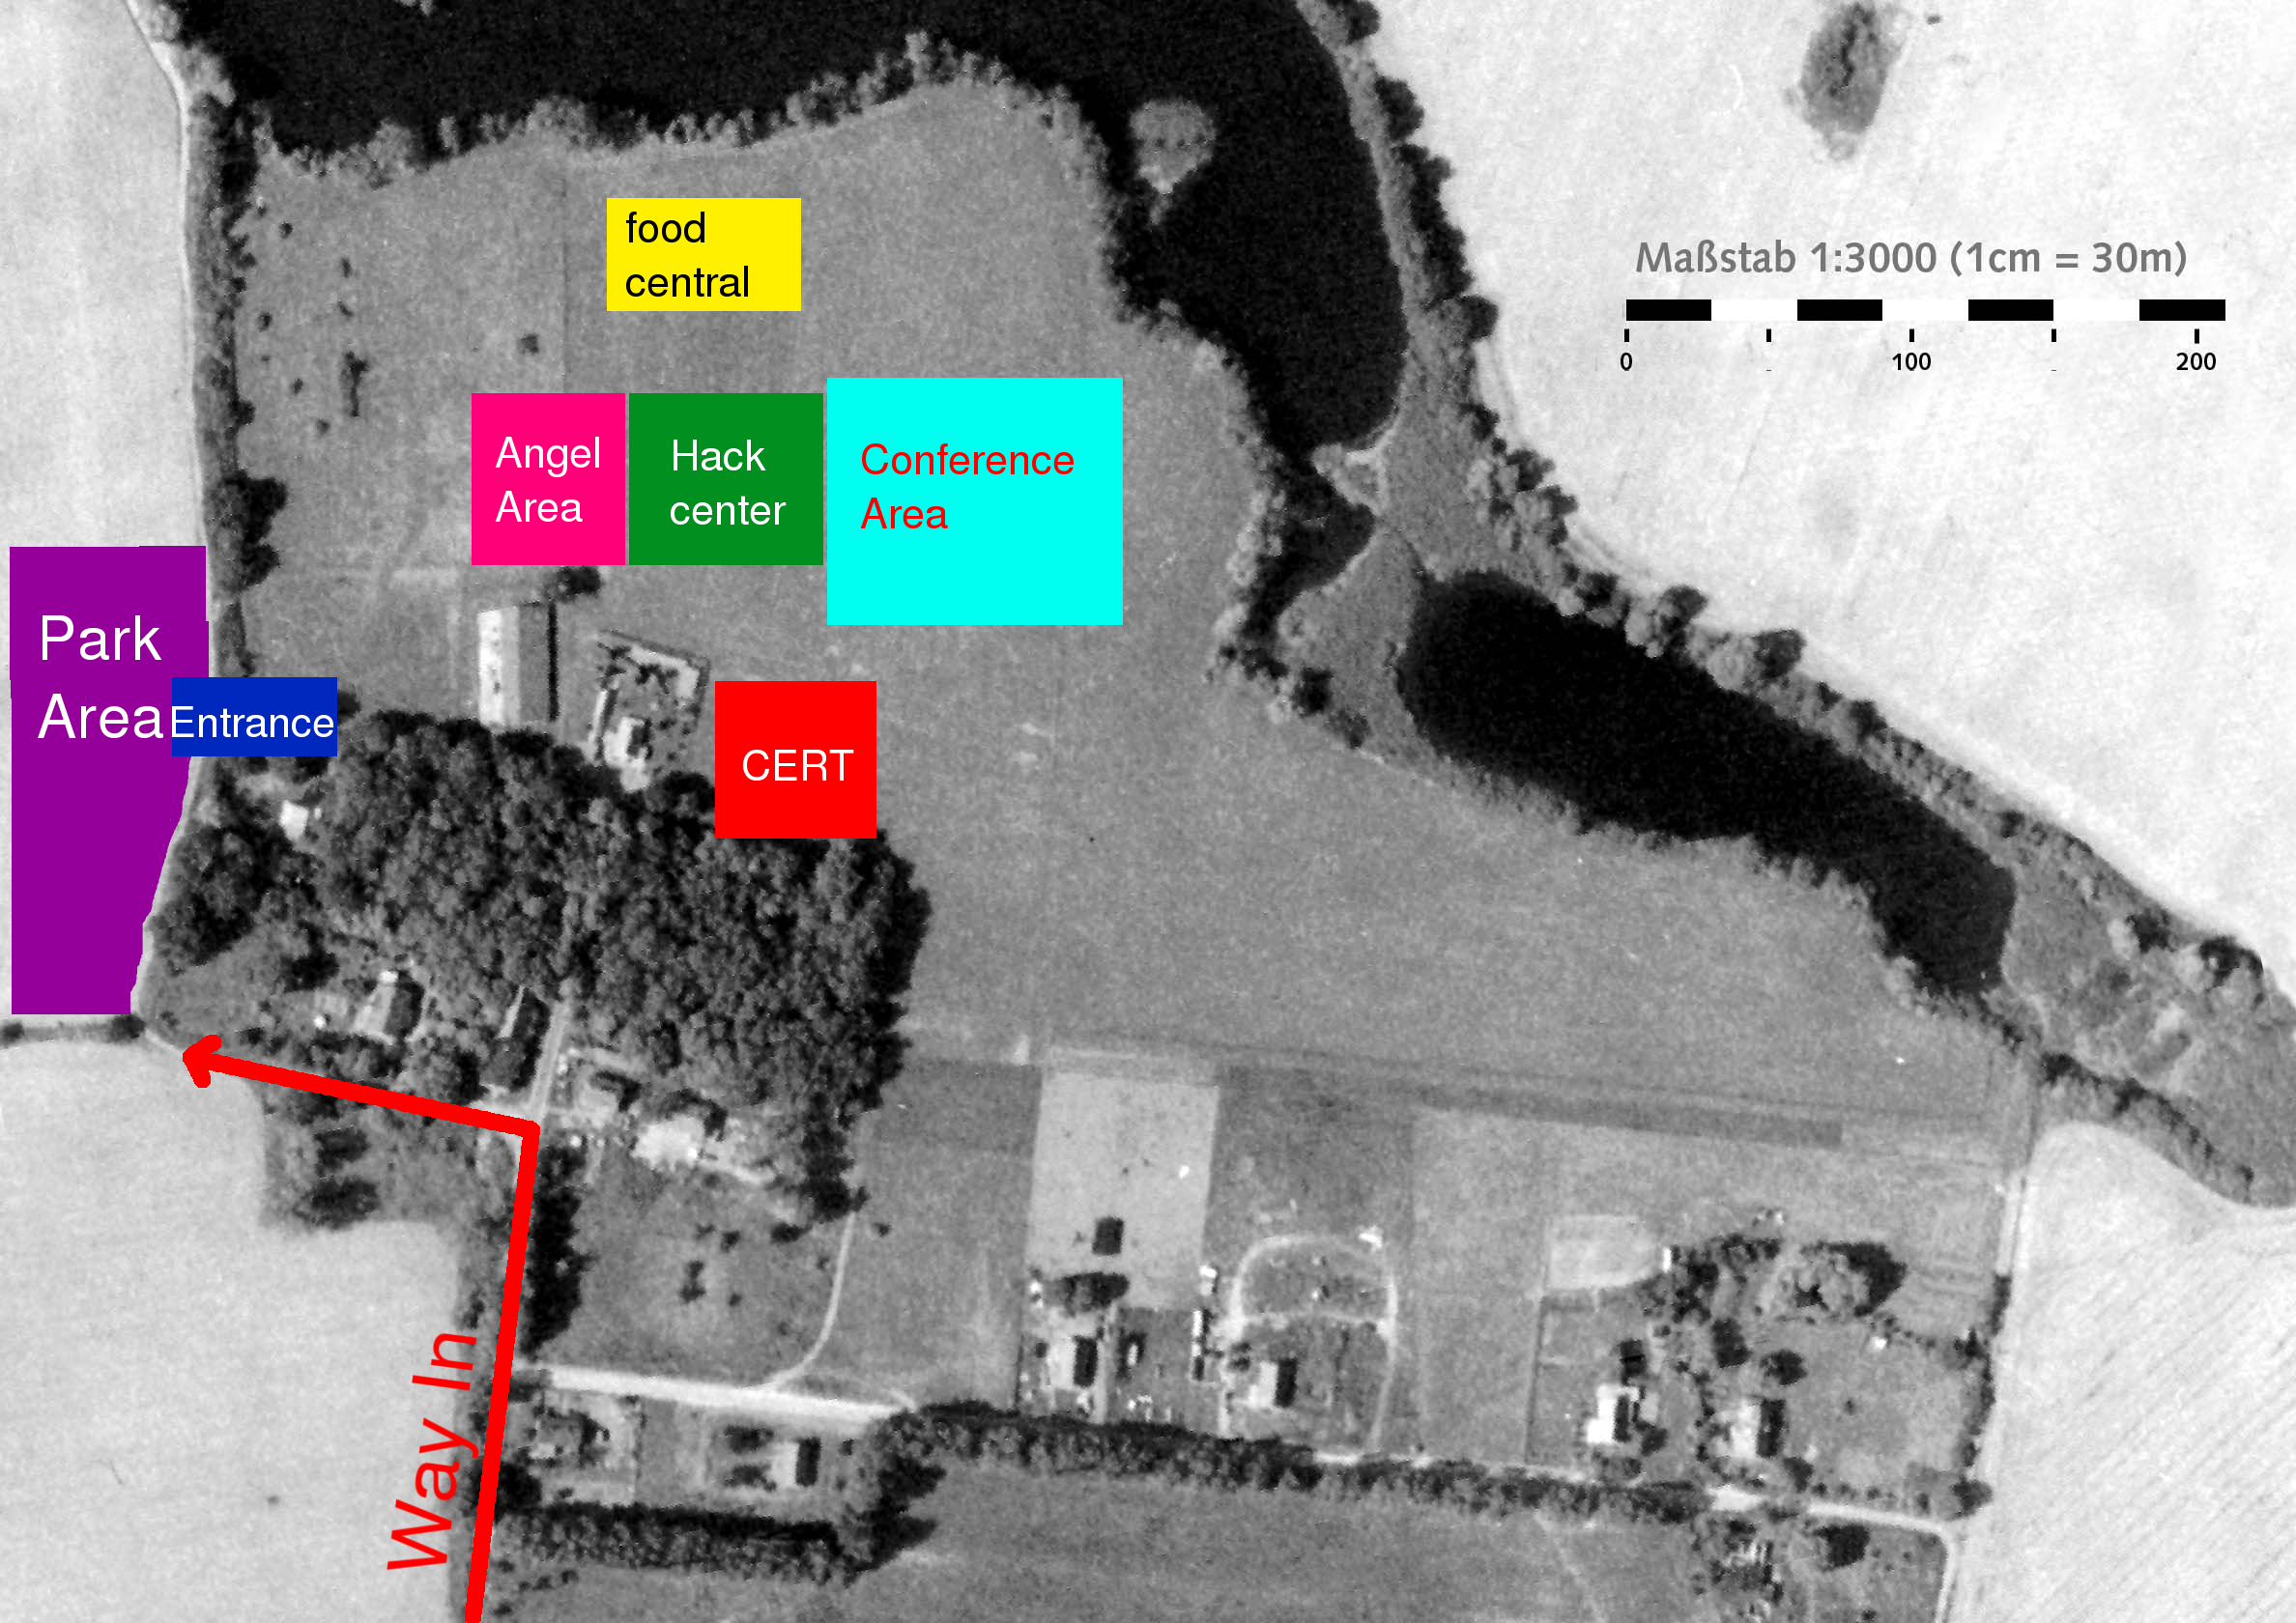 food
central
Maßstab 1:3000 (1cm = 30m)
0 100 200
Angel
Area
Hack
center
Conference
Area
Park
Area
Entrance
CERT
Way In